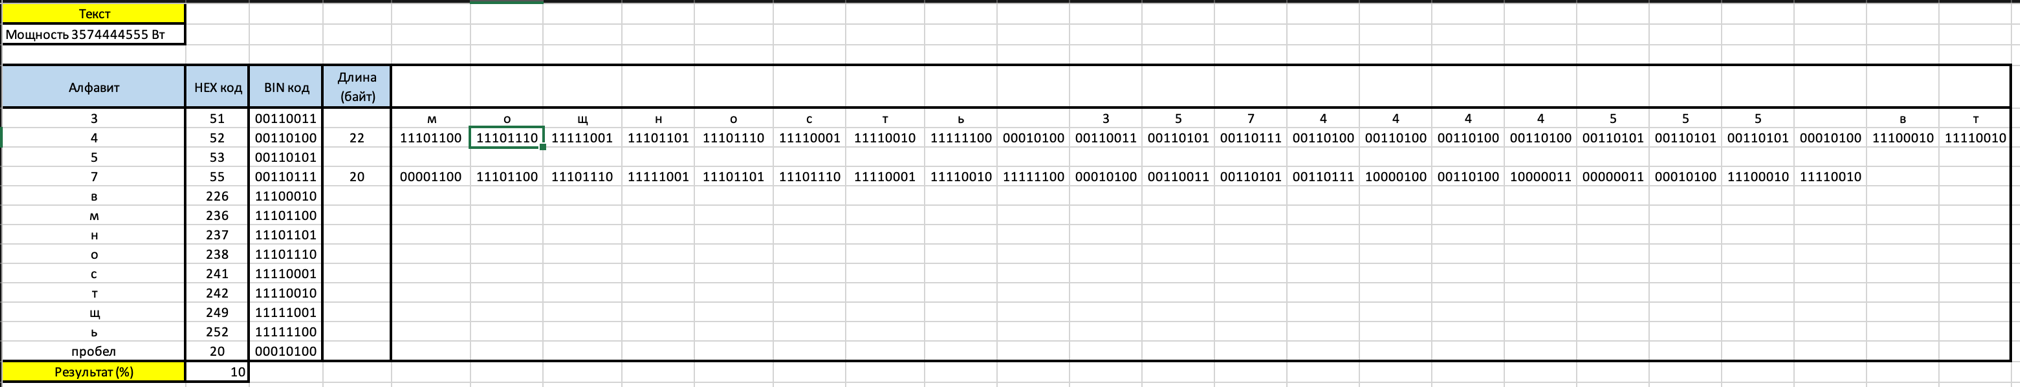 Текст
Мощность 3574444555 Вт
Алфавит HEX код BIN код Длина (байт)
3 51 00110011 м о щ н о с т ь 3 5 7 4 4 4 4 5 5 5 в т
4 52 00110100 22 11101100 11101110 11111001 11101101 11101110 11110001 11110010 11111100 00010100 00110011 00110101 00110111 00110100 00110100 00110100 00110100 00110101 00110101 00110101 00010100 11100010 11110010
5 53 00110101
7 55 00110111 20 00001100 11101100 11101110 11111001 11101101 11101110 11110001 11110010 11111100 00010100 00110011 00110101 00110111 10000100 00110100 10000011 00000011 00010100 11100010 11110010
в 226 11100010
м 236 11101100
н 237 11101101
о 238 11101110
с 241 11110001
т 242 11110010
щ 249 11111001
ь 252 11111100
пробел 20 00010100
Результат (%) 10